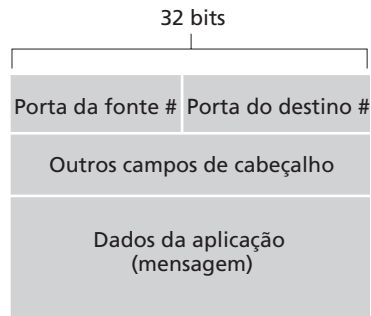 32 bits
Porta da fonte # Porta do destino #
Outros campos de cabeçalho
Dados da aplicação
(mensagem)